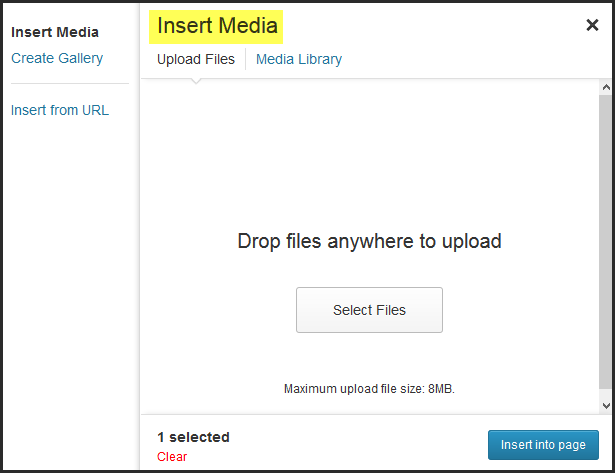 Insert Media
Create Gallery
Insert from URL
Insert Media
Upload Files
Media Library
Drop files anywhere to upload
Select Files
Maximum upload file size: 8MB.
1 selected
Clear
Insert into page